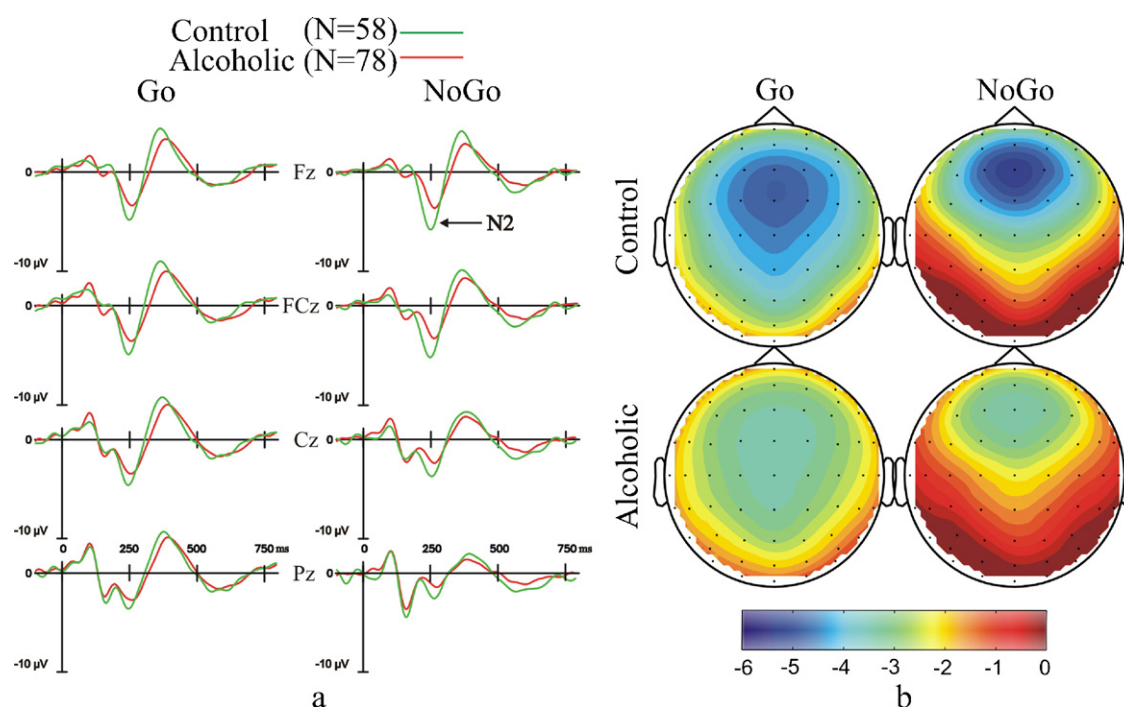 Control (N=58)
Alcoholic (N=78)
Go NoGo
0 0
Fz
N2
-10 µV -10 µV
0 0
FCz
-10 µV -10 µV
0 0
Cz
-10 µV -10 µV
0 250 500 750 ms 0 250 500 750 ms
0 0
Pz
-10 µV -10 µV
a
Go NoGo
Control
Alcoholic
-6 -5 -4 -3 -2 -1 0
b